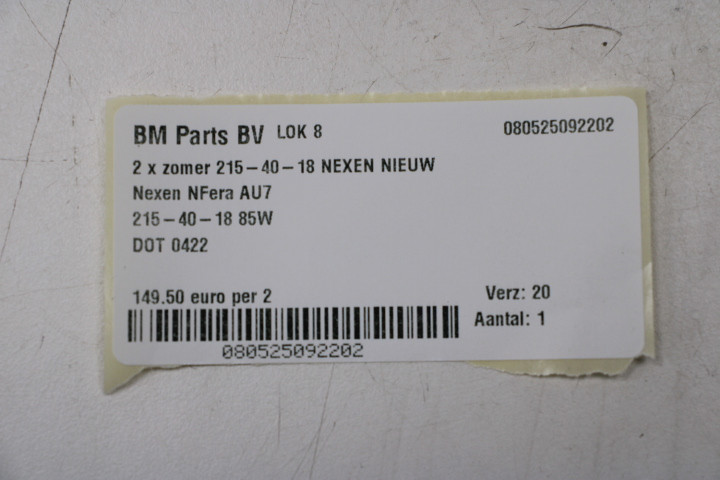 BM Parts BV LOK 8 080525092202
2 x zomer 215-40-18 NEXEN NIEUW
Nexen NFera AU7
215-40-18 85W
DOT 0422
149.50 euro per 2 Verz: 20
Aantal: 1
080525092202